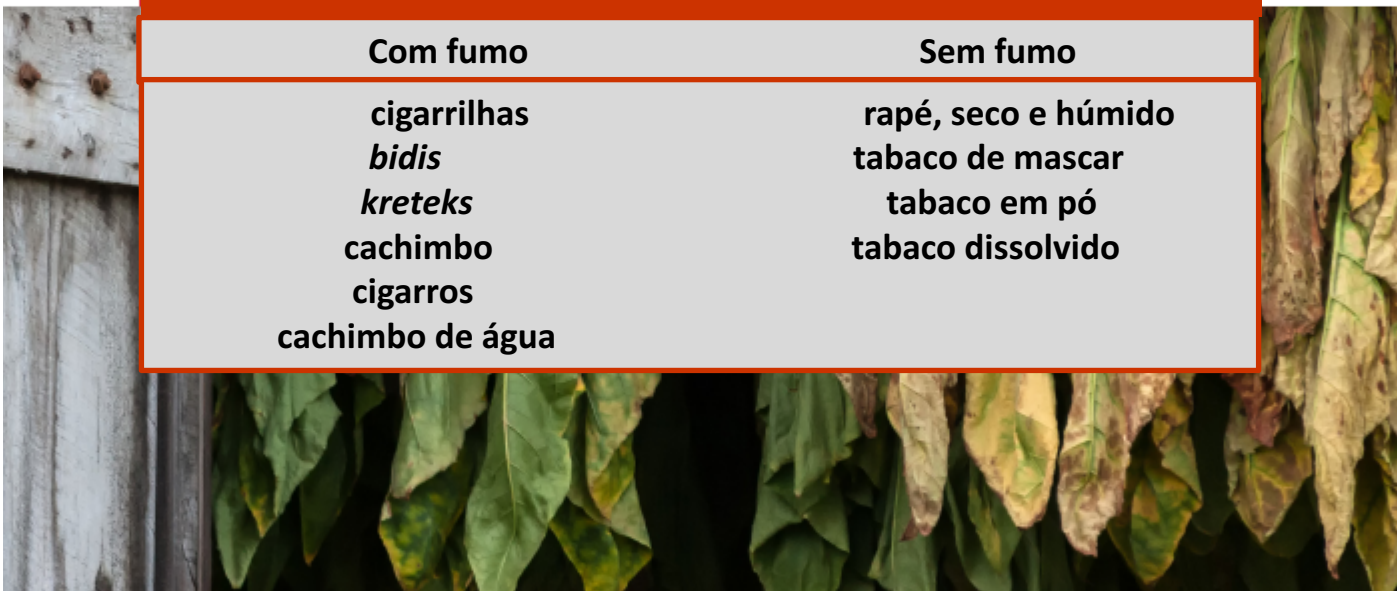 Com fumo
Sem fumo
cigarrilhas
bidis
kreteks
cachimbo
cigarros
cachimbo de água
rapé, seco e húmido
tabaco de mascar
tabaco em pó
tabaco dissolvido